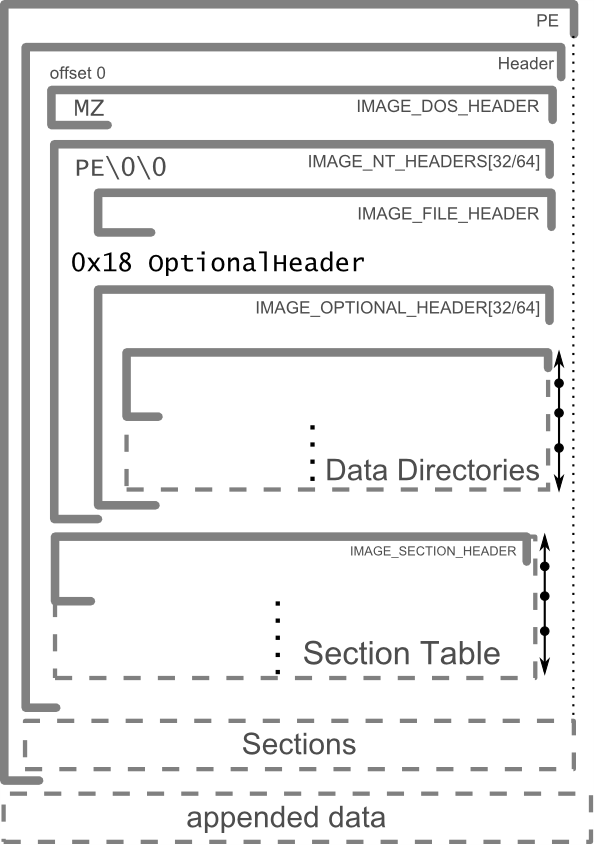 PE
Header
offset 0
MZ IMAGE_DOS_HEADER
PE\0\0 IMAGE_NT_HEADERS[32/64]
IMAGE_FILE_HEADER
0x18 OptionalHeader
IMAGE_OPTIONAL_HEADER[32/64]
Data Directories
IMAGE_SECTION_HEADER
Section Table
Sections
appended data